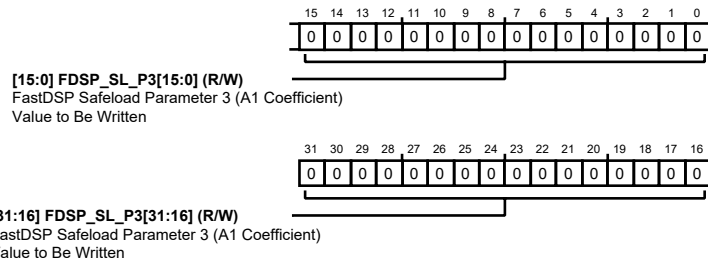 15 14 13 12 11 10 9 8 7 6 5 4 3 2 1 0
0 0 0 0 0 0 0 0 0 0 0 0 0 0 0 0
[15:0] FDSP_SL_P3[15:0] (R/W)
FastDSP Safeload Parameter 3 (A1 Coefficient)
Value to Be Written
31 30 29 28 27 26 25 24 23 22 21 20 19 18 17 16
0 0 0 0 0 0 0 0 0 0 0 0 0 0 0 0
31:16] FDSP_SL_P3[31:16] (R/W)
astDSP Safeload Parameter 3 (A1 Coefficient)
alue to Be Written